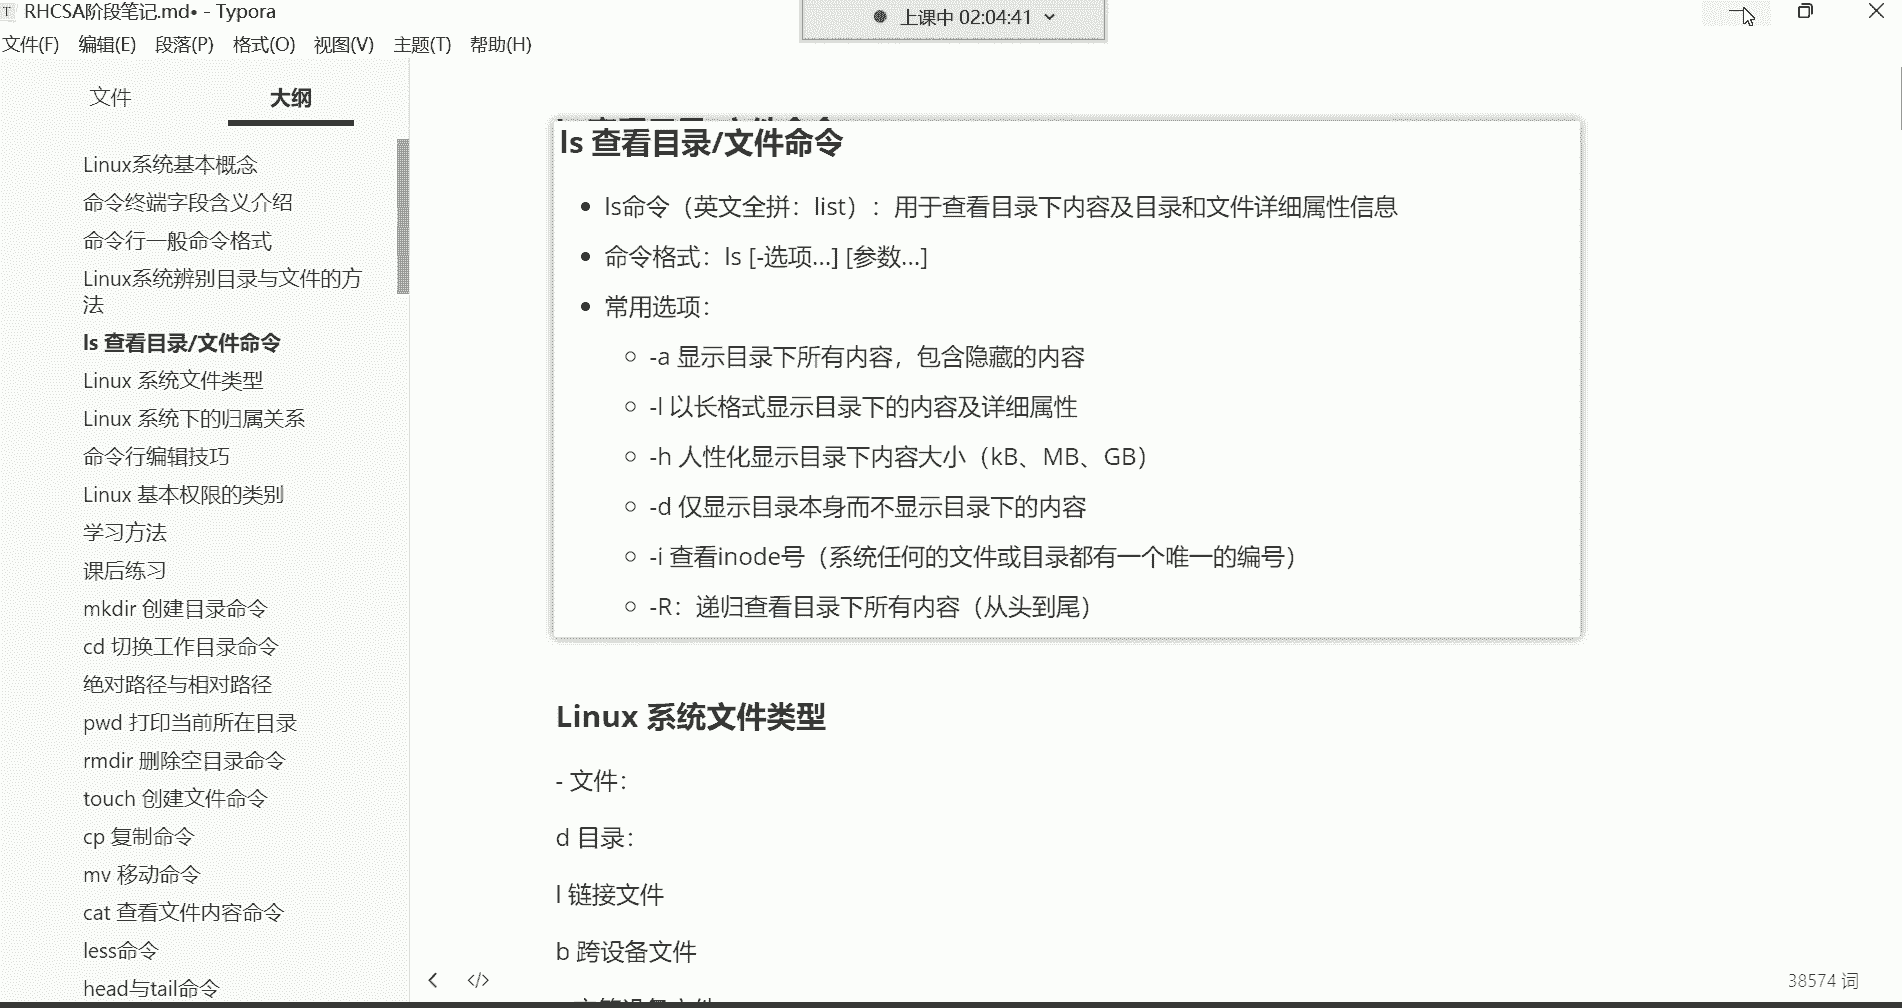 RHCSA阶段笔记.md• - Typora
上课中 02:04:41
文件(F) 编辑(E) 段落(P) 格式(O) 视图(V) 主题(T) 帮助(H)
文件 大纲
Linux系统基本概念
命令终端字段含义介绍
命令行一般命令格式
Linux系统辨别目录与文件的方
法
ls 查看目录/文件命令
Linux 系统文件类型
Linux 系统下的归属关系
命令行编辑技巧
Linux 基本权限的类别
学习方法
课后练习
mkdir 创建目录命令
cd 切换工作目录命令
绝对路径与相对路径
pwd 打印当前所在目录
rmdir 删除空目录命令
touch 创建文件命令
cp 复制命令
mv 移动命令
cat 查看文件内容命令
less命令
head与tail命令
ls 查看目录/文件命令
ls命令（英文全拼：list）：用于查看目录下内容及目录和文件详细属性信息
命令格式：ls [-选项...] [参数...]
常用选项：
-a 显示目录下所有内容，包含隐藏的内容
-l 以长格式显示目录下的内容及详细属性
-h 人性化显示目录下内容大小（kB、MB、GB）
-d 仅显示目录本身而不显示目录下的内容
-i 查看inode号（系统任何的文件或目录都有一个唯一的编号）
-R：递归查看目录下所有内容（从头到尾）
Linux 系统文件类型
- 文件：
d 目录：
l 链接文件
b 跨设备文件
38574 词